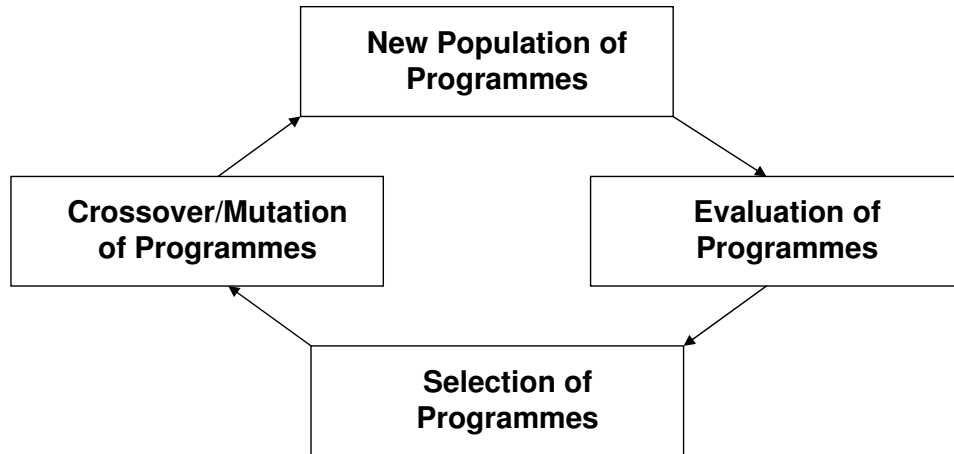 New Population of
Programmes
Crossover/Mutation
of Programmes
Evaluation of
Programmes
Selection of
Programmes